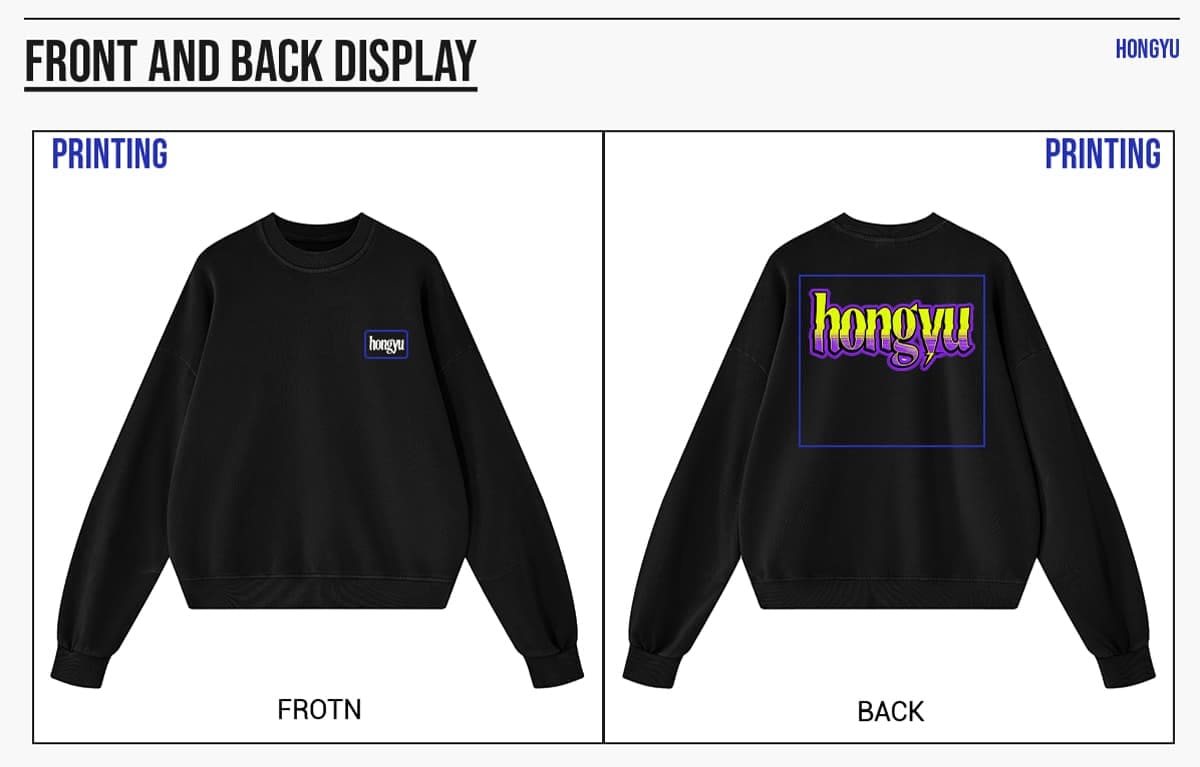 FRONT AND BACK DISPLAY
HONGYU
PRINTING
PRINTING
hongyu
hongyu
FROTN
BACK